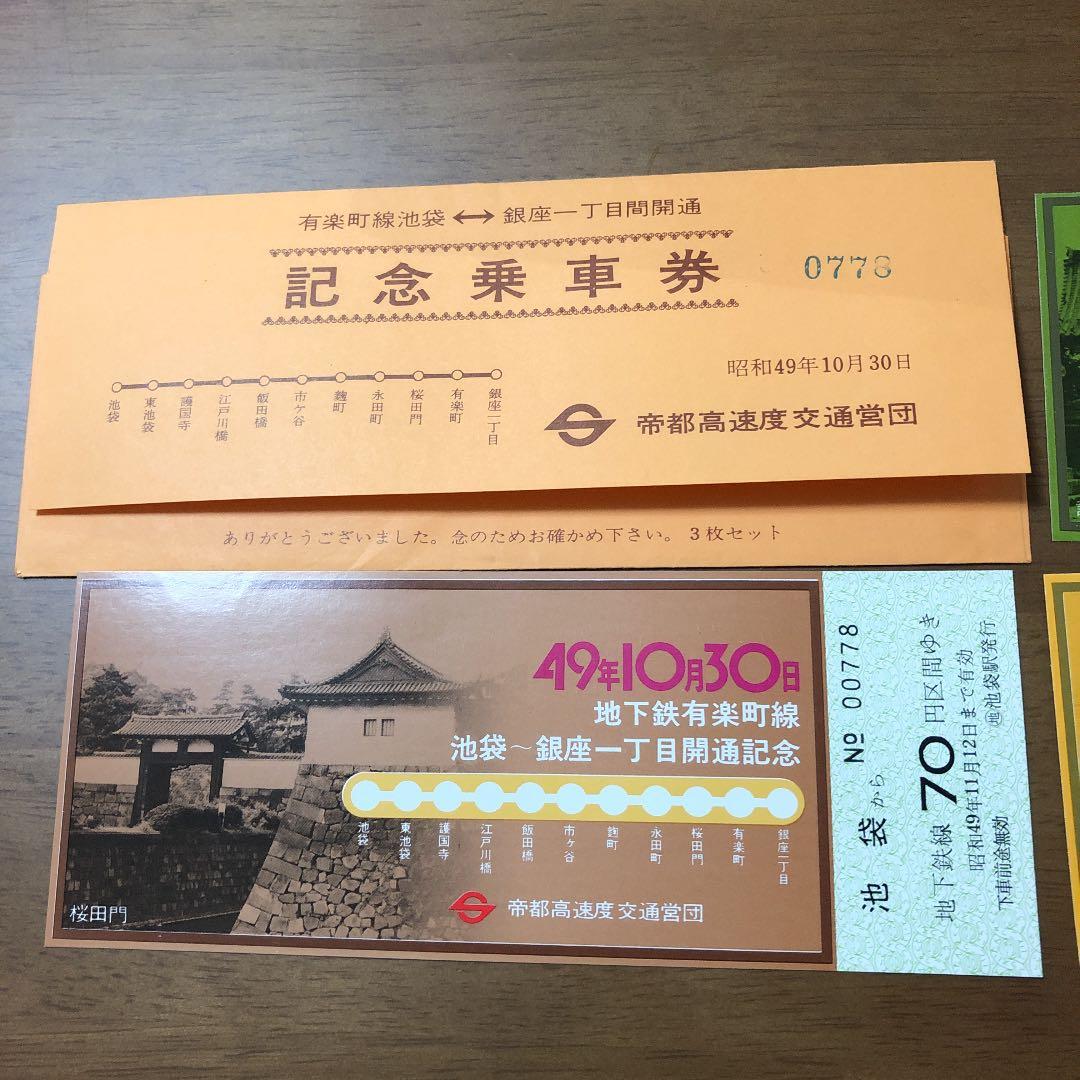 有楽町線池袋↔銀座一丁目間開通
記念乗車券
0778
昭和49年10月30日
池袋
東池袋
護国寺
江戸川橋
飯田橋
市ケ谷
麹町
永田町
桜田門
有楽町
銀座一丁目
帝都高速度交通営団
ありがとうございました。念のためお確かめ下さい。3枚セット
49年10月30日
地下鉄有楽町線
池袋~銀座一丁目開通記念
池袋
東池袋
護国寺
江戸川橋
飯田橋
市ケ谷
麹町
永田町
桜田門
有楽町
銀座一丁目
帝都高速度交通営団
桜田門
№ 00778
池袋から
地下鉄線 70 円区間ゆき
昭和49年11月12日まで有効
下車前途無効 ㊞池袋駅発行